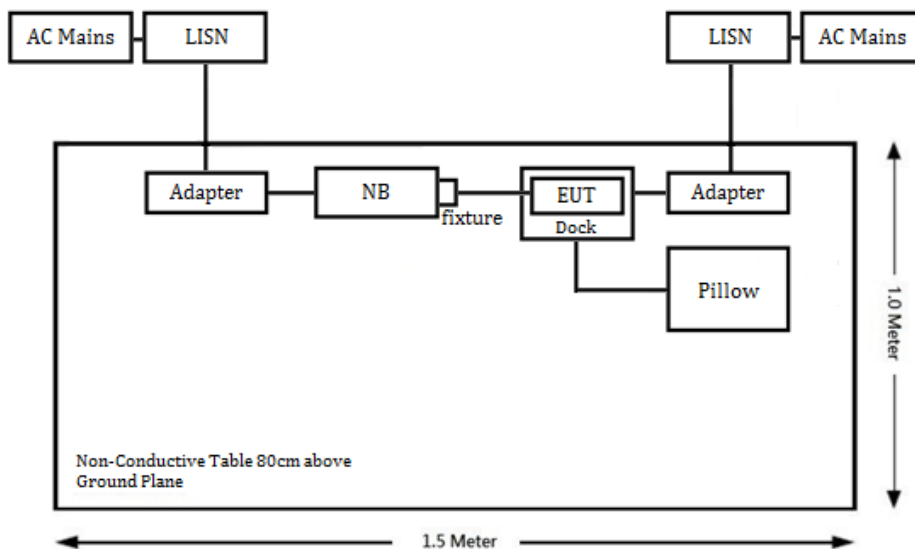 AC Mains
LISN
LISN
AC Mains
Adapter
NB
fixture
EUT
Dock
Adapter
Pillow
1.0 Meter
Non-Conductive Table 80cm above
Ground Plane
1.5 Meter